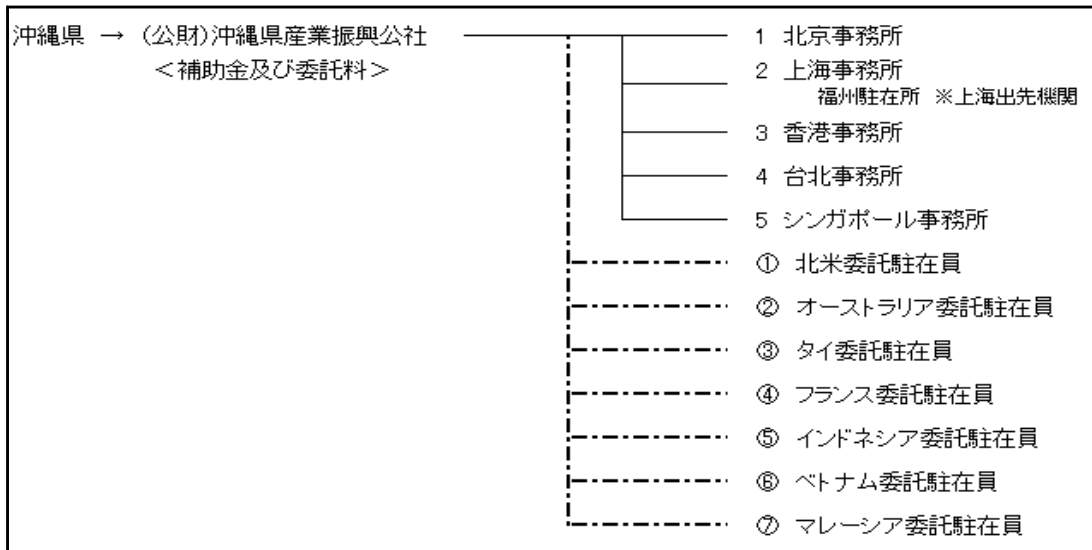 沖縄県 → (公財)沖縄県産業振興公社
＜補助金及び委託料＞
1 北京事務所
2 上海事務所
福州駐在所 ※上海出先機関
3 香港事務所
4 台北事務所
5 シンガポール事務所
① 北米委託駐在員
② オーストラリア委託駐在員
③ タイ委託駐在員
④ フランス委託駐在員
⑤ インドネシア委託駐在員
⑥ ベトナム委託駐在員
⑦ マレーシア委託駐在員